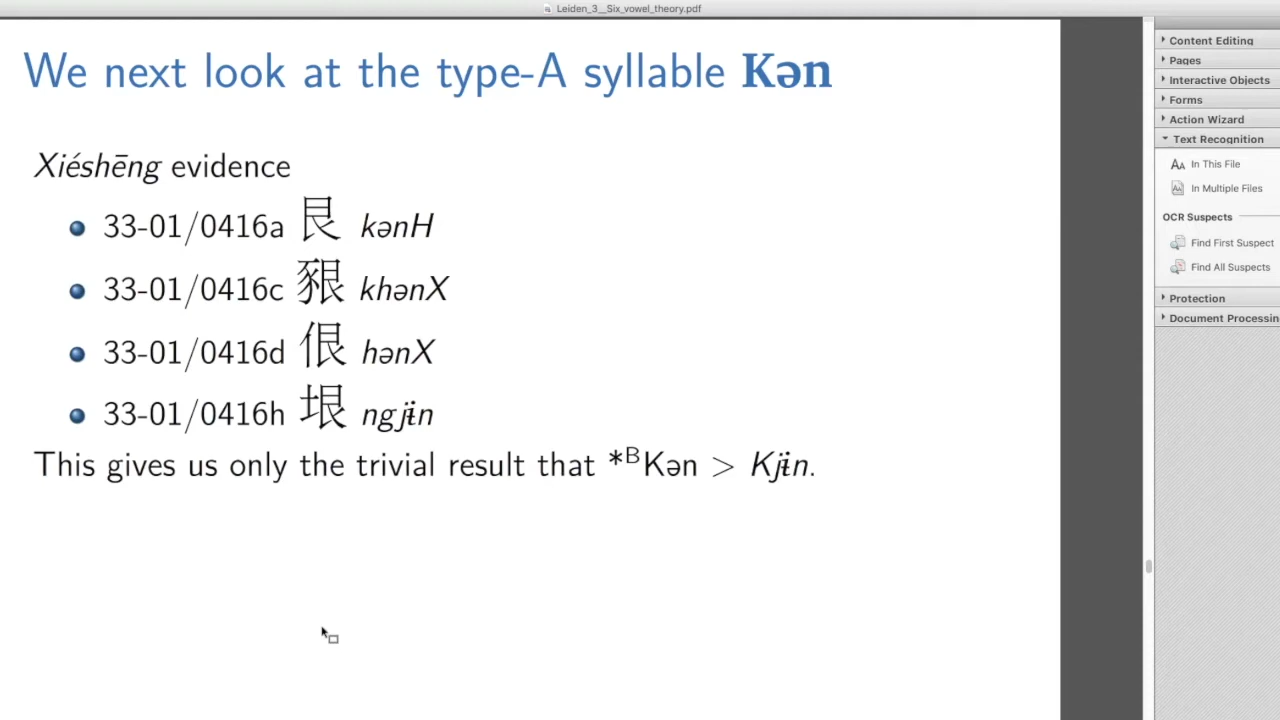 Leiden_3__Six_vowel_theory.pdf
We next look at the type-A syllable Kən
Xiéshēng evidence
33-01/0416a 艮 kənH
33-01/0416c 豤 khənX
33-01/0416d 佷 hənX
33-01/0416h 垠 ngjɨn
This gives us only the trivial result that *ᴮKən > Kjɨn.
Content Editing
Pages
Interactive Objects
Forms
Action Wizard
Text Recognition
In This File
In Multiple Files
OCR Suspects
Find First Suspect
Find All Suspects
Protection
Document Processin